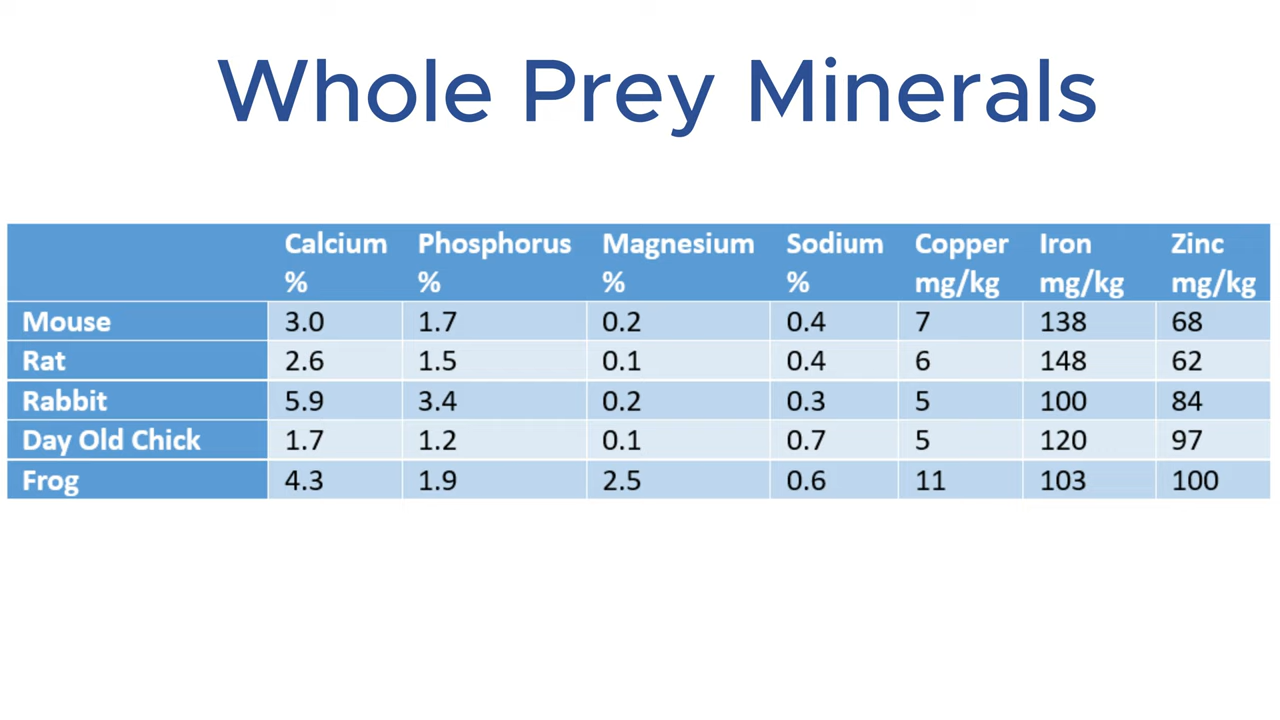 Whole Prey Minerals
Calcium % Phosphorus % Magnesium % Sodium % Copper mg/kg Iron mg/kg Zinc mg/kg
Mouse 3.0 1.7 0.2 0.4 7 138 68
Rat 2.6 1.5 0.1 0.4 6 148 62
Rabbit 5.9 3.4 0.2 0.3 5 100 84
Day Old Chick 1.7 1.2 0.1 0.7 5 120 97
Frog 4.3 1.9 2.5 0.6 11 103 100